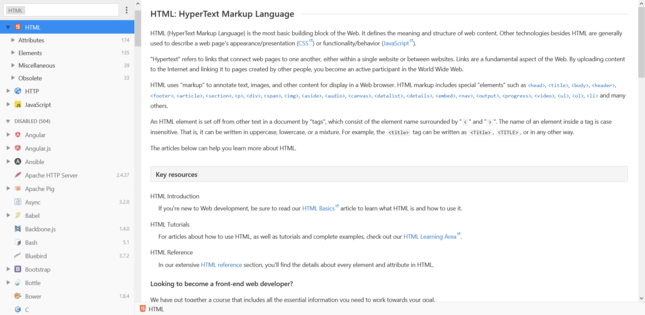 HTML
HTML
Attributes 174
Elements 135
Miscellaneous 39
Obsolete 33
HTTP
JavaScript
DISABLED (504)
Angular
Angular.js
Ansible
Apache HTTP Server 2.4.37
Apache Pig
Async 3.2.0
Babel
Backbone.js 1.4.0
Bash 5.1
Bluebird 3.7.2
Bootstrap
Bottle
Bower 1.8.4
C
HTML: HyperText Markup Language
HTML (HyperText Markup Language) is the most basic building block of the Web. It defines the meaning and structure of web content. Other technologies besides HTML are generally
used to describe a web page's appearance/presentation (CSS) or functionality/behavior (JavaScript).
"Hypertext" refers to links that connect web pages to one another, either within a single website or between websites. Links are a fundamental aspect of the Web. By uploading content
to the Internet and linking it to pages created by other people, you become an active participant in the World Wide Web.
HTML uses "markup" to annotate text, images, and other content for display in a Web browser. HTML markup includes special "elements" such as <head>, <title>, <body>, <header>,
<footer>, <article>, <section>, <p>, <div>, <span>, <img>, <aside>, <audio>, <canvas>, <datalist>, <details>, <embed>, <nav>, <output>, <progress>, <video>, <ul>, <ol>, <li> and many
others.
An HTML element is set off from other text in a document by "tags", which consist of the element name surrounded by " < " and " > ". The name of an element inside a tag is case
insensitive. That is, it can be written in uppercase, lowercase, or a mixture. For example, the <title> tag can be written as <Title>, <TITLE>, or in any other way.
The articles below can help you learn more about HTML.
Key resources
HTML Introduction
If you're new to Web development, be sure to read our HTML Basics article to learn what HTML is and how to use it.
HTML Tutorials
For articles about how to use HTML, as well as tutorials and complete examples, check out our HTML Learning Area.
HTML Reference
In our extensive HTML reference section, you'll find the details about every element and attribute in HTML.
Looking to become a front-end web developer?
We have put together a course that includes all the essential information you need to work towards your goal.
HTML